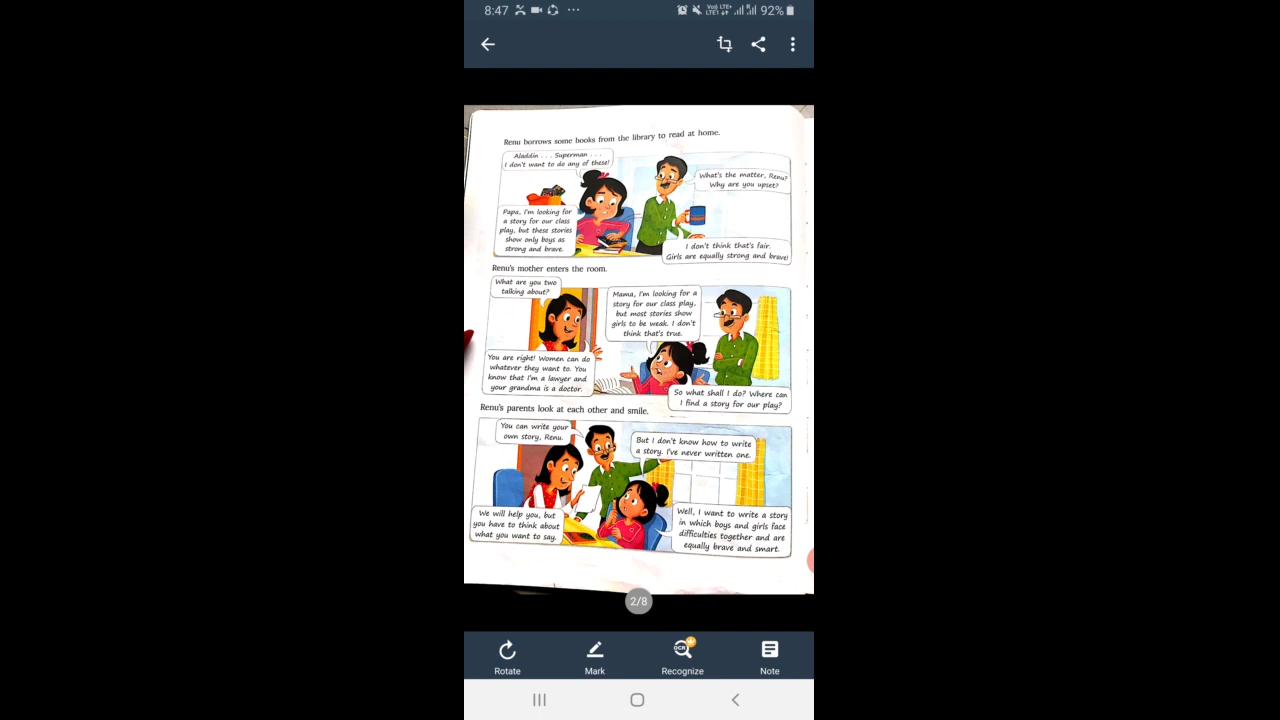 8:47
Vo)) LTE+
LTE1
92%
Renu borrows some books from the library to read at home.
Aladdin . . . Superman . . .
I don't want to do any of these!
What's the matter, Renu?
Why are you upset?
Papa, I'm looking for
a story for our class
play, but these stories
show only boys as
strong and brave.
I don't think that's fair.
Girls are equally strong and brave!
Renu's mother enters the room.
What are you two
talking about?
Mama, I'm looking for a
story for our class play,
but most stories show
girls to be weak. I don't
think that's true.
You are right! Women can do
whatever they want to. You
know that I'm a lawyer and
your grandma is a doctor.
So what shall I do? Where can
I find a story for our play?
Renu's parents look at each other and smile.
You can write your
own story, Renu.
But I don't know how to write
a story. I've never written one.
We will help you, but
you have to think about
what you want to say.
Well, I want to write a story
in which boys and girls face
difficulties together and are
equally brave and smart.
2/8
OCR
Rotate
Mark
Recognize
Note